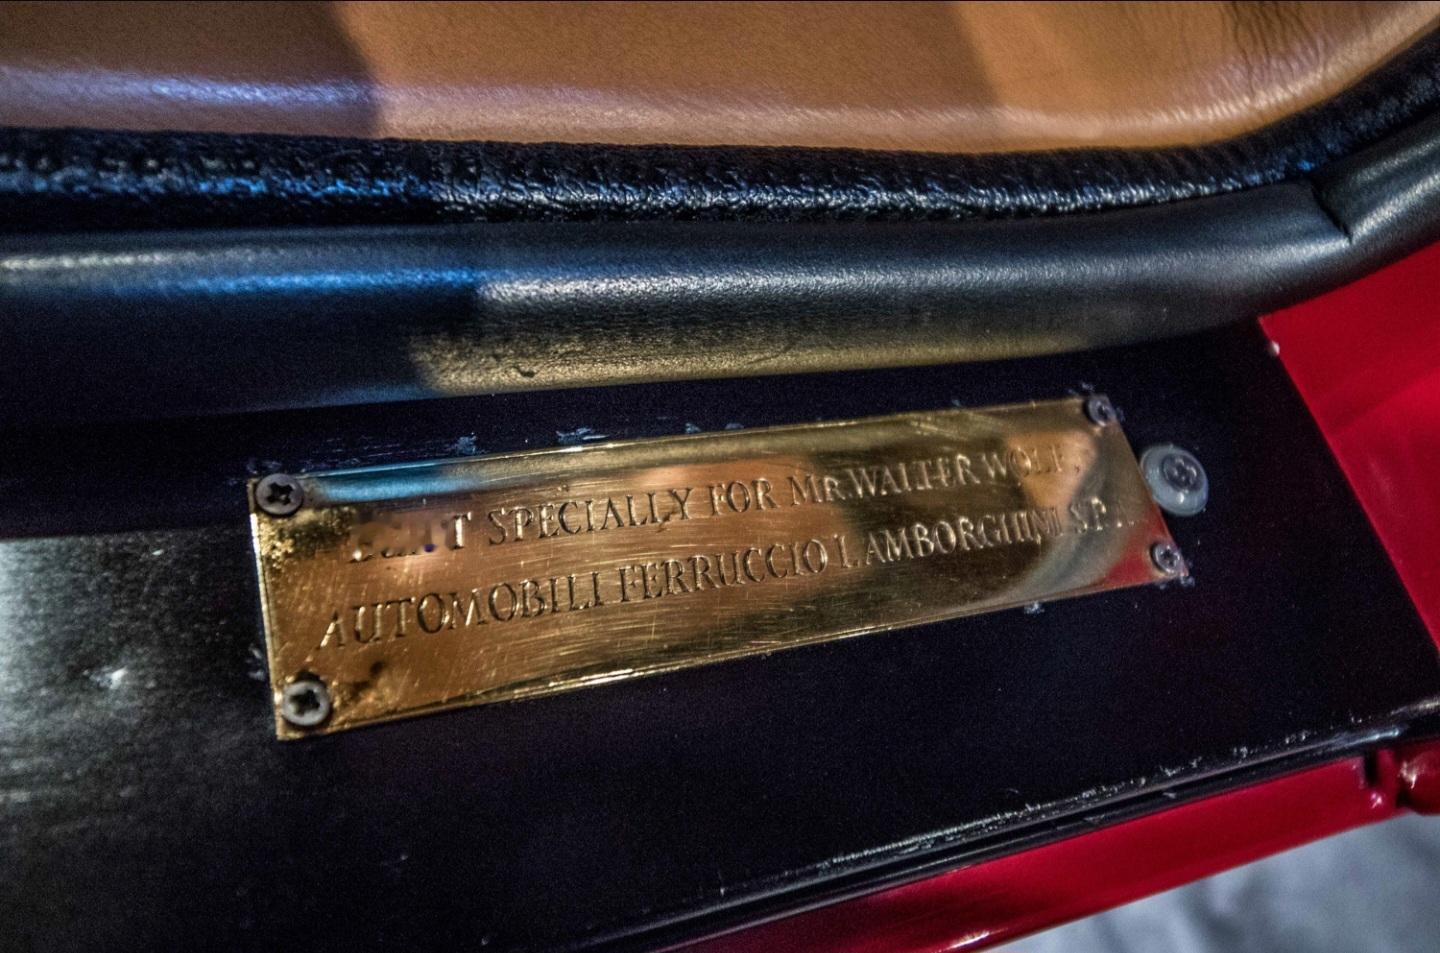 SPECIALLY FOR MR. WALTER WOLF,
AUTOMOBILI FERRUCCIO LAMBORGHINI S.P.A.